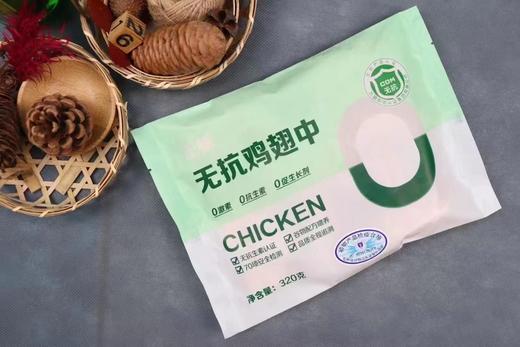 CDM
无抗
无抗鸡翅中
0激素 0抗生素 0促生长剂
CHICKEN
无抗生素认证 谷物配方喂养
70项安全检测 品质全程追溯
净含量：320克